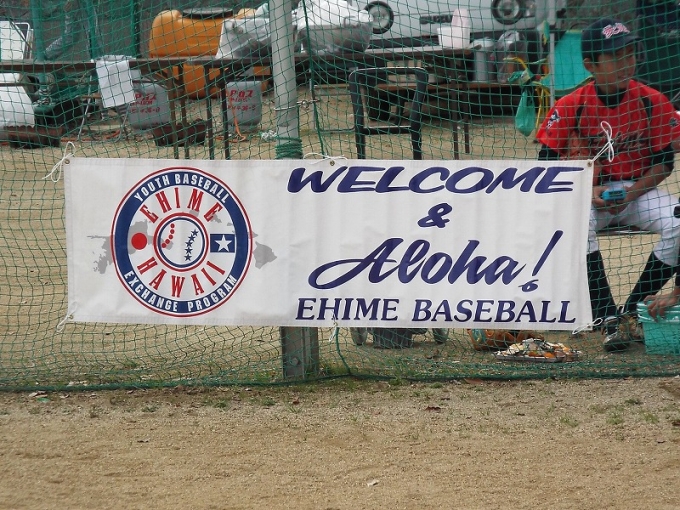 YOUTH BASEBALL
EHIME
HAWAII
EXCHANGE PROGRAM
WELCOME
&
Aloha!
EHIME BASEBALL